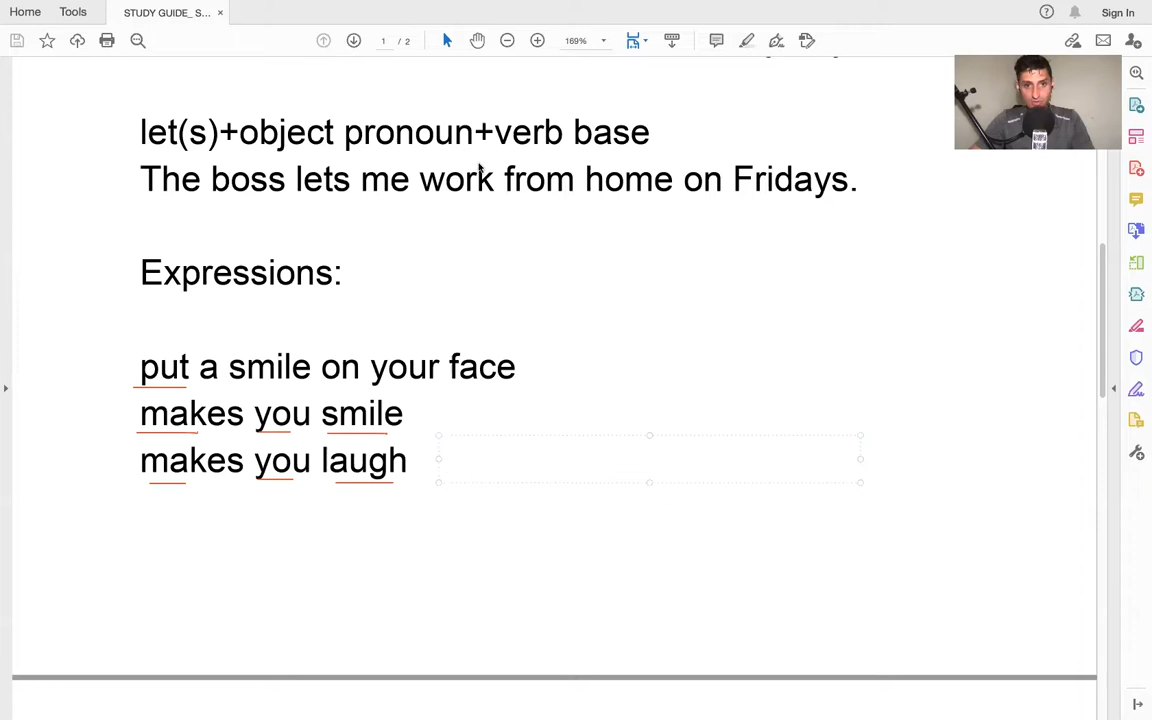 Home Tools STUDY GUIDE_ S... × Sign In
1 / 2 169%
let(s)+object pronoun+verb base
The boss lets me work from home on Fridays.
Expressions:
put a smile on your face
makes you smile
makes you laugh